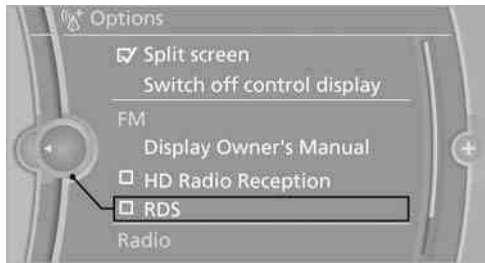 Options
Split screen
Switch off control display
FM
Display Owner's Manual
HD Radio Reception
RDS
Radio